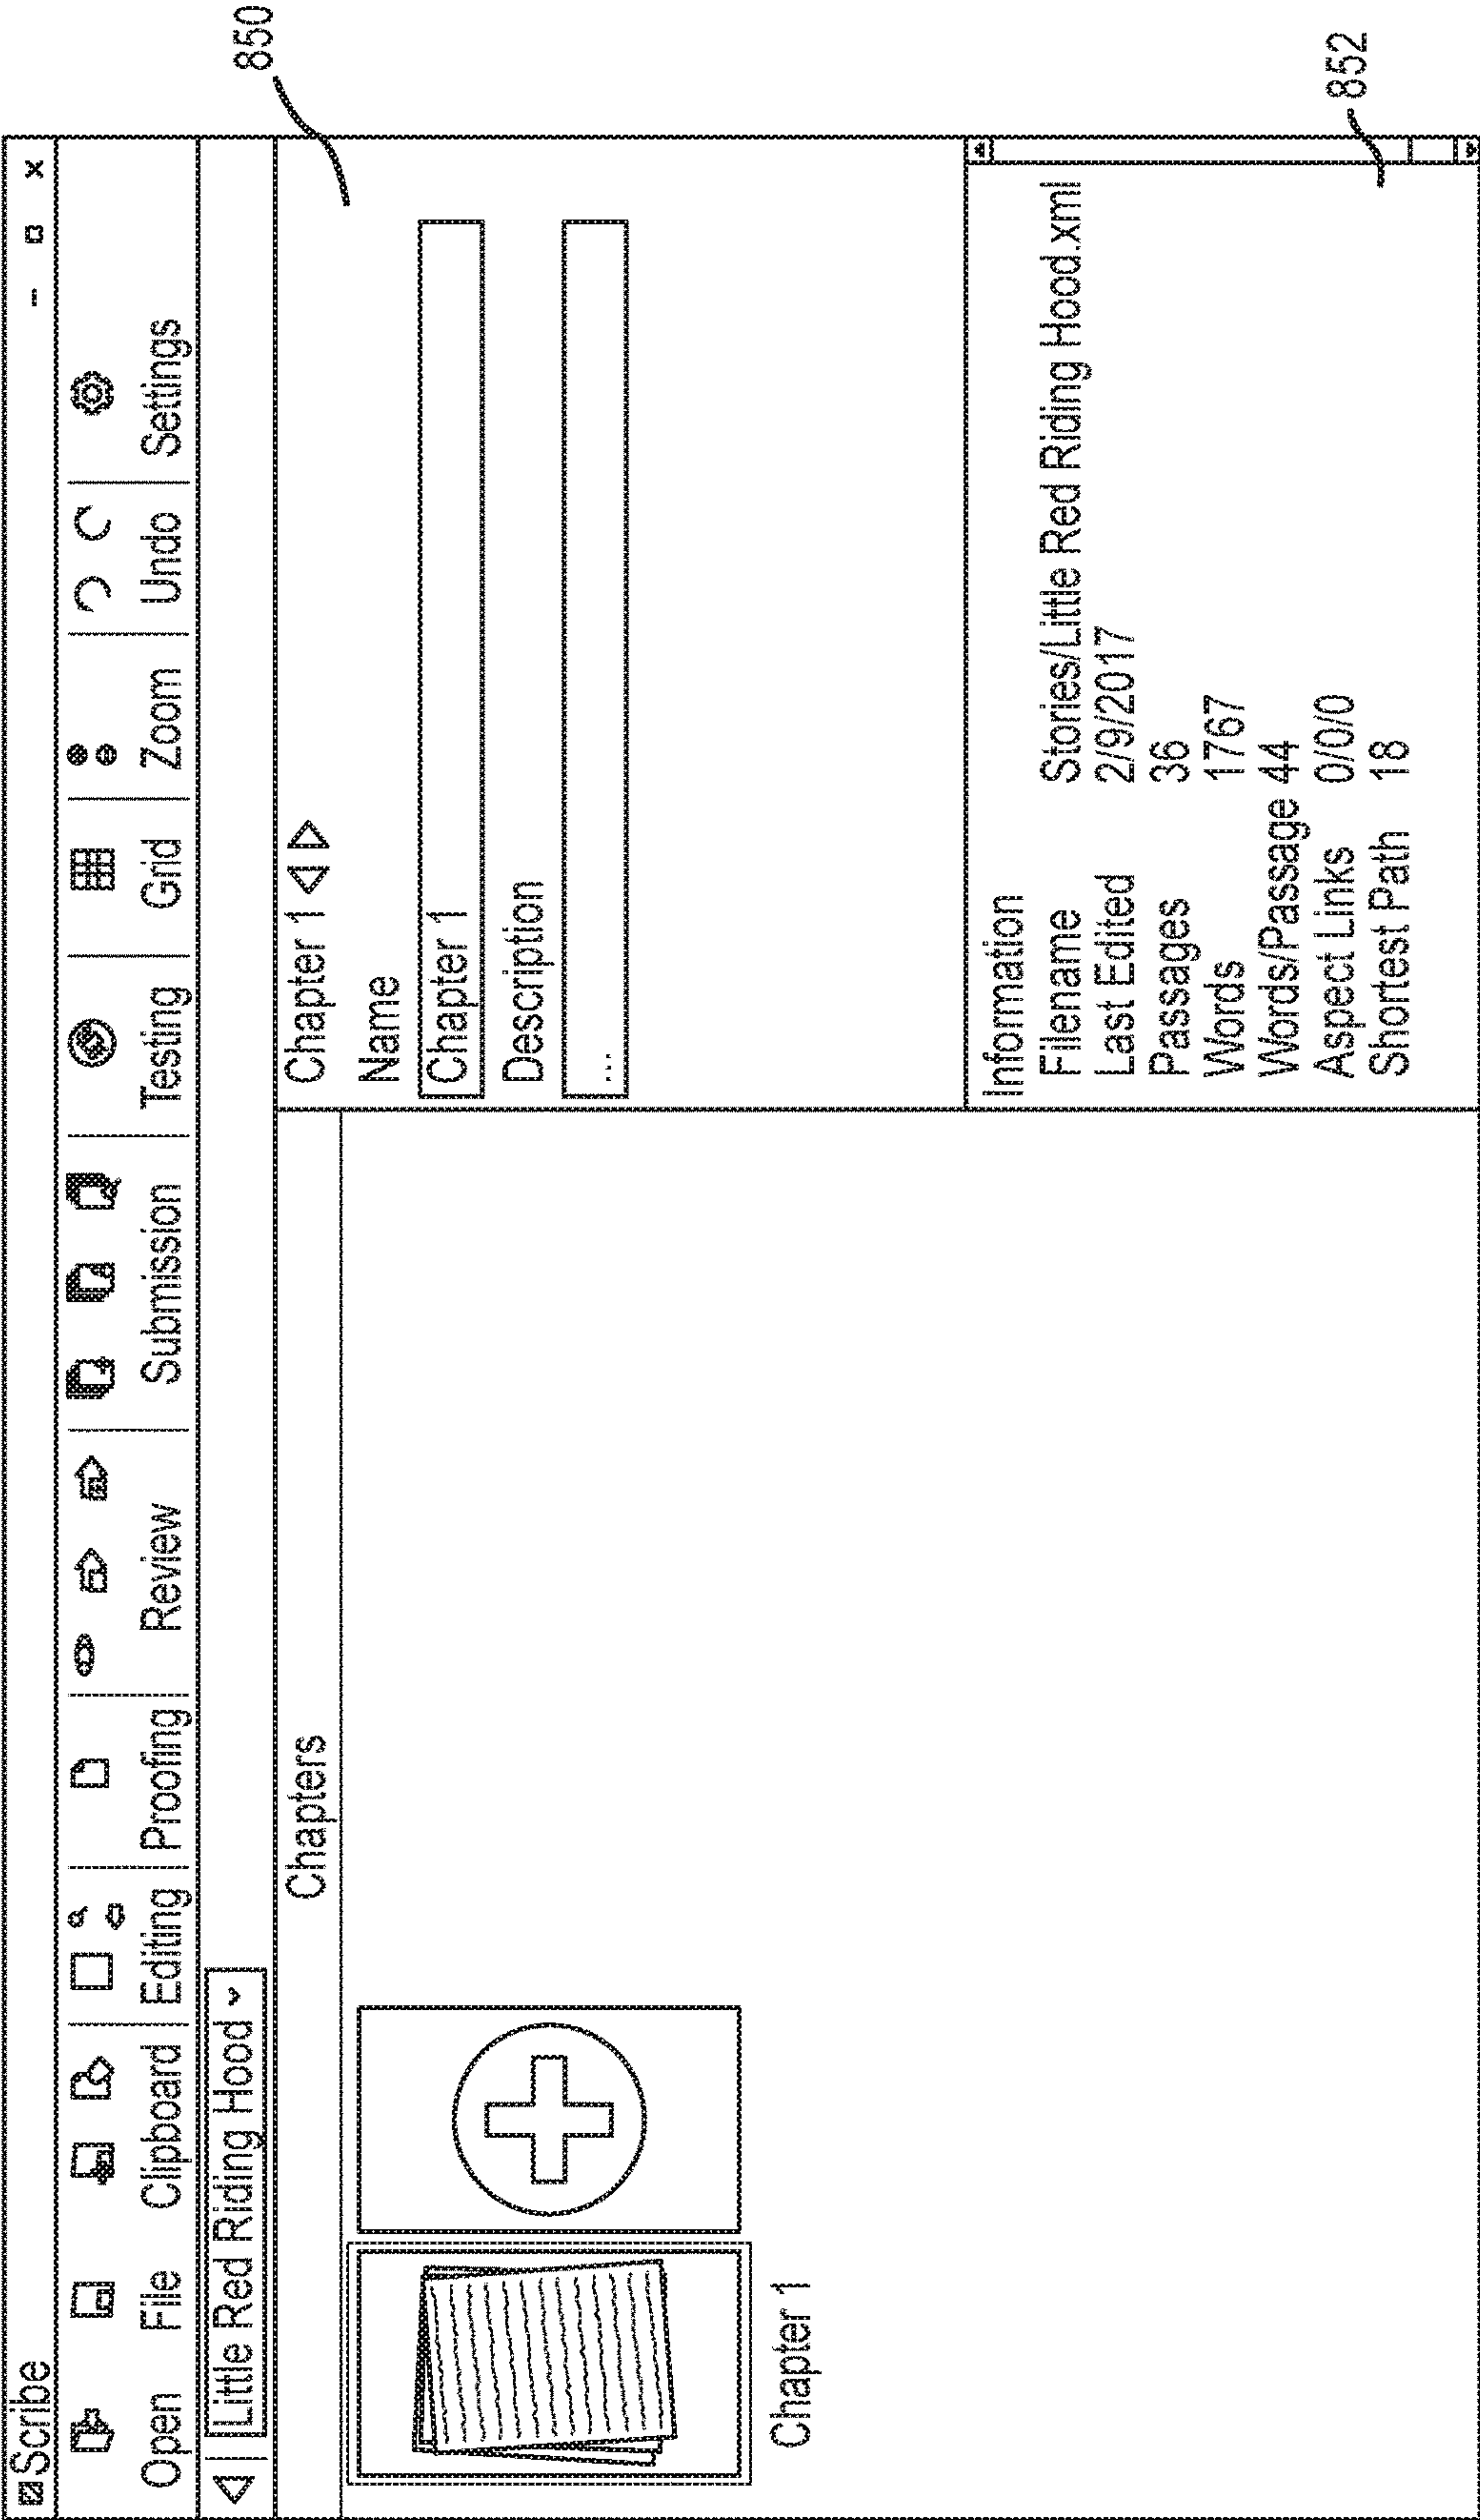 Scribe
Open File Clipboard Editing Proofing Review Submission Testing Grid Zoom Undo Settings
Little Red Riding Hood
Chapters
Chapter 1
Chapter 1
Name
Chapter 1
Description
...
850
Information
Filename Stories/Little Red Riding Hood.xml
Last Edited 2/9/2017
Passages 36
Words 1767
Words/Passage 44
Aspect Links 0/0/0
Shortest Path 18
852